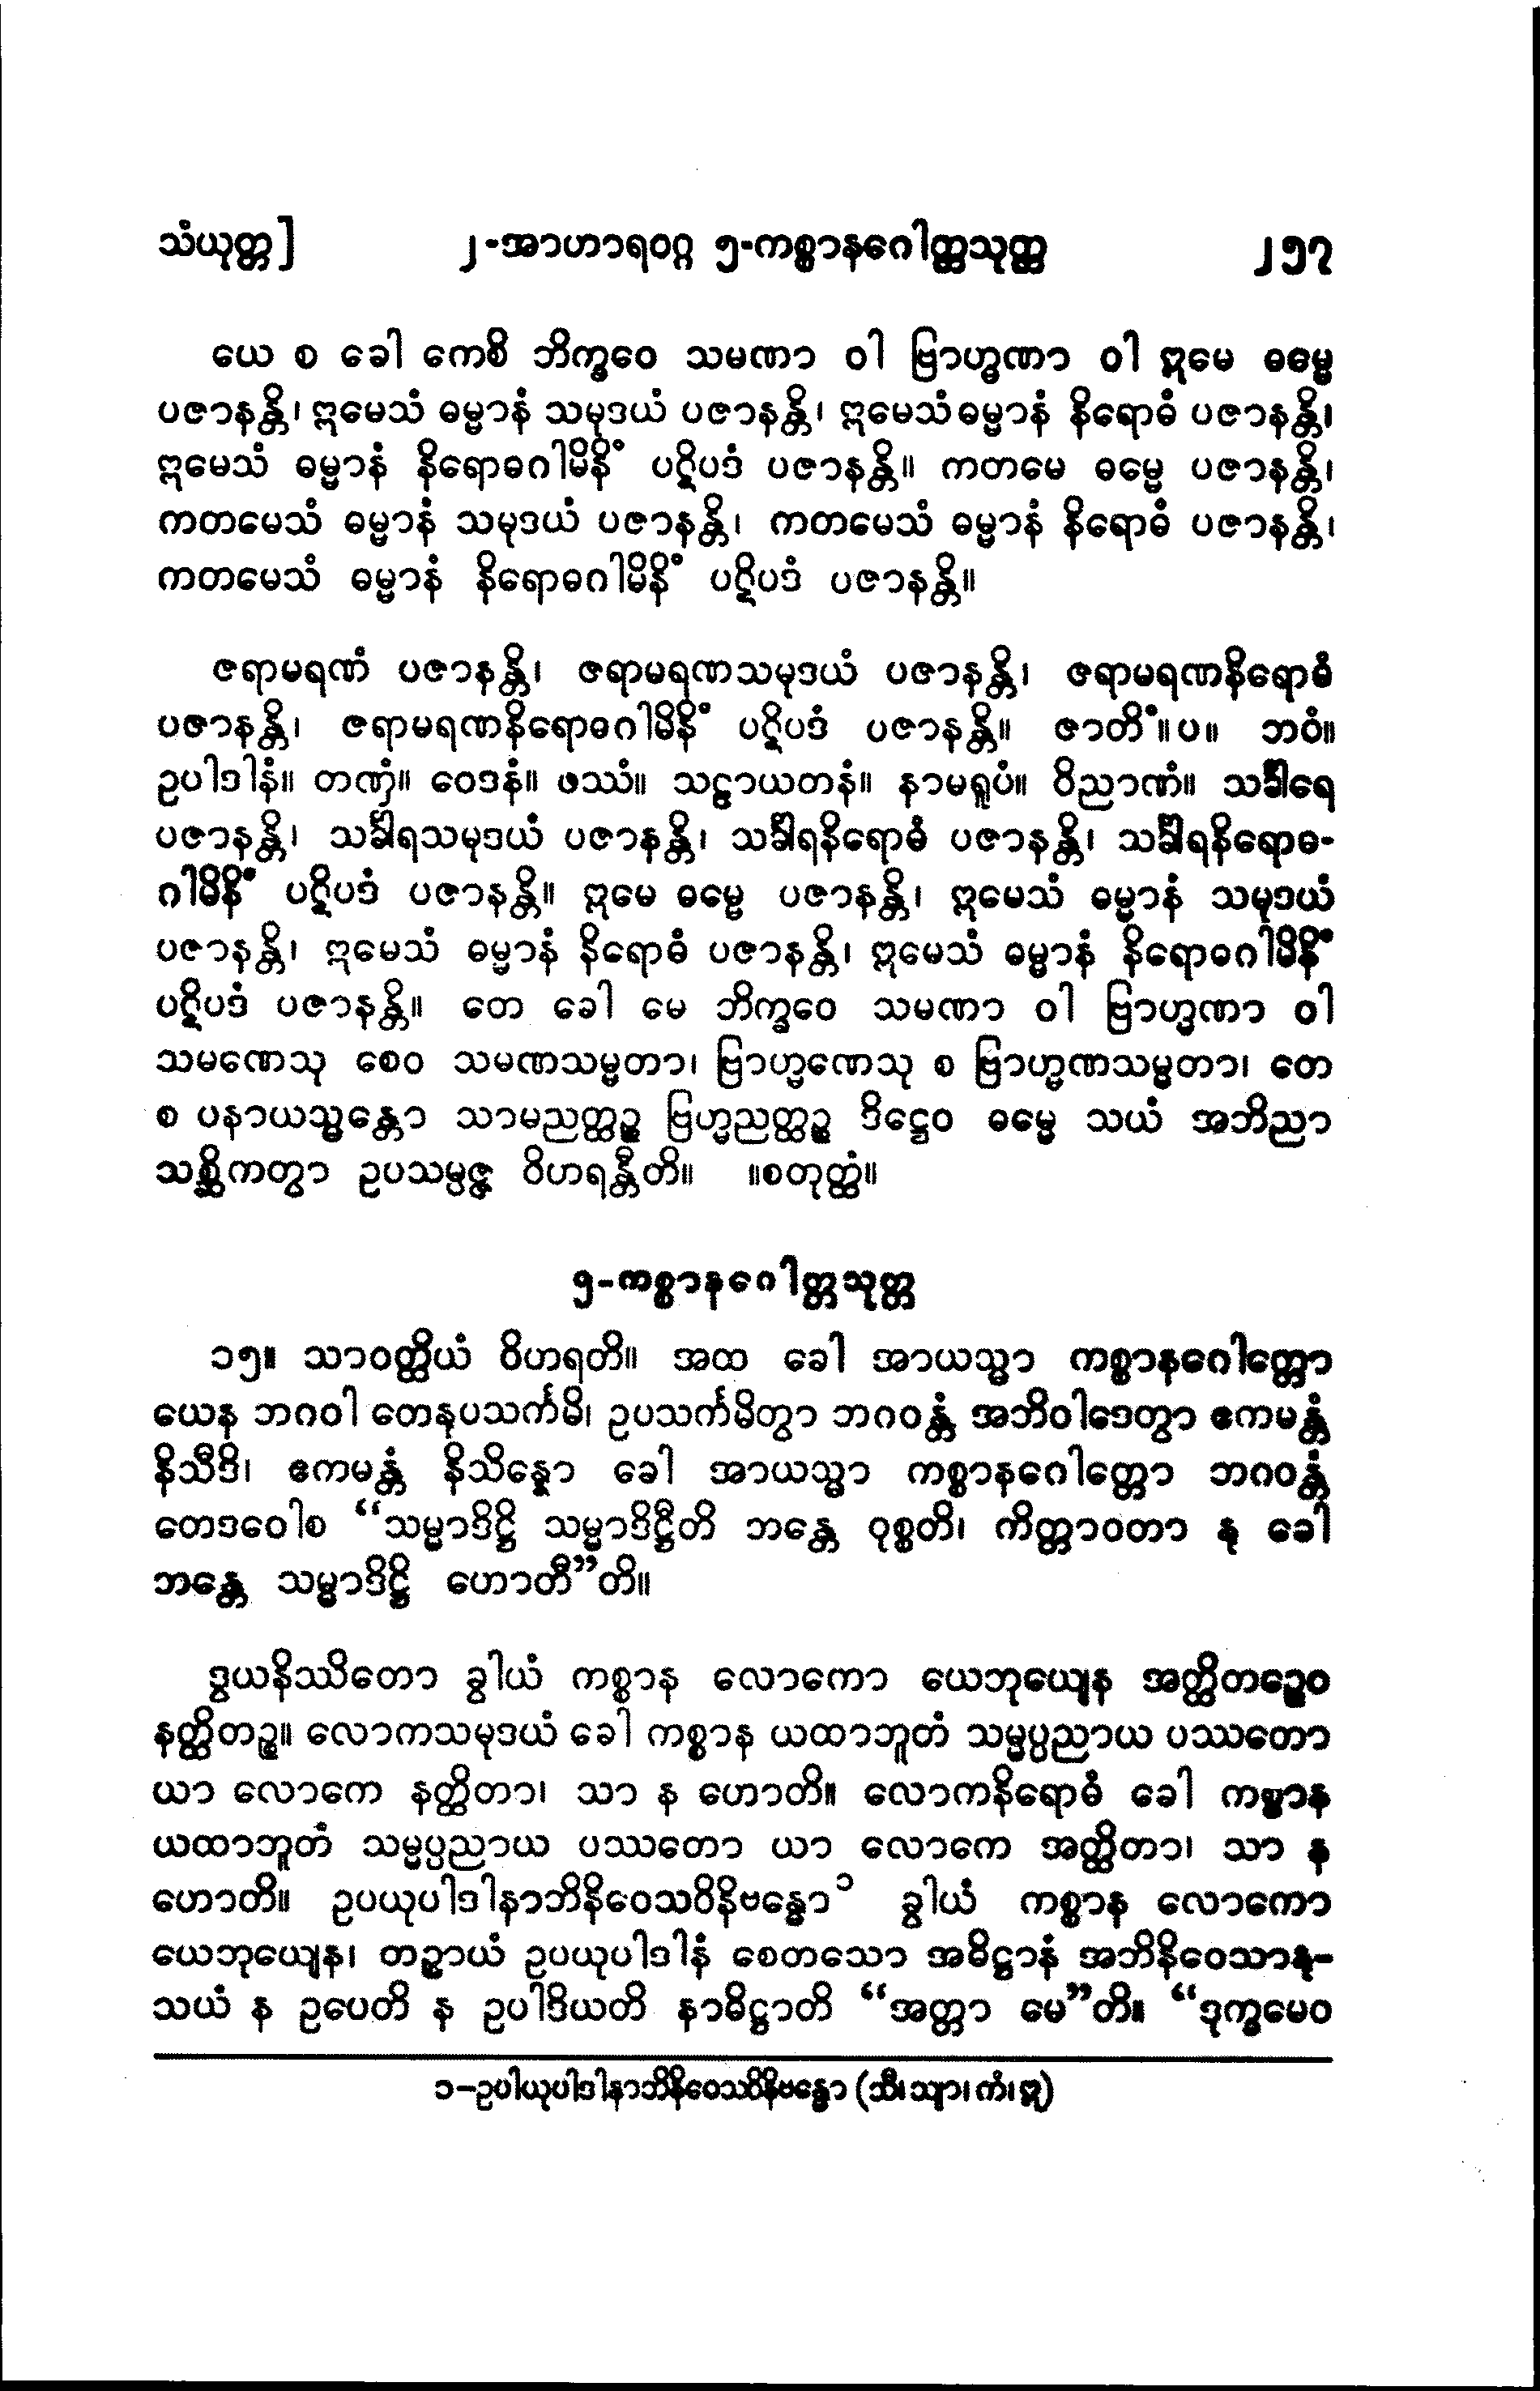 သံယုတ္တ] ၂-အာဟာရဝဂ္ဂ ၅-ကစ္စာနဂေါတ္တသုတ္တ ၂၅၇
ယေ စ ခေါ ကေစိ ဘိက္ခဝေ သမဏာ ဝါ ဗြာဟ္မဏာ ဝါ ဣမေ ဓမ္မေ
ပဇာနန္တိ၊ ဣမေသံ ဓမ္မာနံ သမုဒယံ ပဇာနန္တိ၊ ဣမေသံ ဓမ္မာနံ နိရောဓံ ပဇာနန္တိ၊
ဣမေသံ ဓမ္မာနံ နိရောဓဂါမိနိံ ပဋိပဒံ ပဇာနန္တိ။ ကတမေ ဓမ္မေ ပဇာနန္တိ၊
ကတမေသံ ဓမ္မာနံ သမုဒယံ ပဇာနန္တိ၊ ကတမေသံ ဓမ္မာနံ နိရောဓံ ပဇာနန္တိ၊
ကတမေသံ ဓမ္မာနံ နိရောဓဂါမိနိံ ပဋိပဒံ ပဇာနန္တိ။
ဇရာမရဏံ ပဇာနန္တိ၊ ဇရာမရဏသမုဒယံ ပဇာနန္တိ၊ ဇရာမရဏနိရောဓံ
ပဇာနန္တိ၊ ဇရာမရဏနိရောဓဂါမိနိံ ပဋိပဒံ ပဇာနန္တိ။ ဇာတိံ။ပ။ ဘဝံ။
ဥပါဒါနံ။ တဏှံ။ ဝေဒနံ။ ဖဿံ။ သဠာယတနံ။ နာမရူပံ။ ဝိညာဏံ။ သင်္ခါရေ
ပဇာနန္တိ၊ သင်္ခါရသမုဒယံ ပဇာနန္တိ၊ သင်္ခါရနိရောဓံ ပဇာနန္တိ၊ သင်္ခါရနိရောဓ-
ဂါမိနိံ ပဋိပဒံ ပဇာနန္တိ။ ဣမေ ဓမ္မေ ပဇာနန္တိ၊ ဣမေသံ ဓမ္မာနံ သမုဒယံ
ပဇာနန္တိ၊ ဣမေသံ ဓမ္မာနံ နိရောဓံ ပဇာနန္တိ၊ ဣမေသံ ဓမ္မာနံ နိရောဓဂါမိနိံ
ပဋိပဒံ ပဇာနန္တိ။ တေ ခေါ မေ ဘိက္ခဝေ သမဏာ ဝါ ဗြာဟ္မဏာ ဝါ
သမဏေသု စေဝ သမဏသမ္မတာ၊ ဗြာဟ္မဏေသု စ ဗြာဟ္မဏသမ္မတာ၊ တေ
စ ပနာယသ္မန္တော သာမညတ္ထဉ္စ ဗြဟ္မညတ္ထဉ္စ ဒိဋ္ဌေဝ ဓမ္မေ သယံ အဘိညာ
သစ္ဆိကတွာ ဥပသမ္ပဇ္ဇ ဝိဟရန္တီတိ။ ။စတုတ္ထံ။
၅-ကစ္စာနဂေါတ္တသုတ္တ
၁၅။ သာဝတ္ထိယံ ဝိဟရတိ။ အထ ခေါ အာယသ္မာ ကစ္စာနဂေါတ္တော
ယေန ဘဂဝါ တေနုပသင်္ကမိ၊ ဥပသင်္ကမိတွာ ဘဂဝန္တံ အဘိဝါဒေတွာ ဧကမန္တံ
နိသီဒိ၊ ဧကမန္တံ နိသိန္နော ခေါ အာယသ္မာ ကစ္စာနဂေါတ္တော ဘဂဝန္တံ
တေဒဝေါစ “သမ္မာဒိဋ္ဌိ သမ္မာဒိဋ္ဌီတိ ဘန္တေ ဝုစ္စတိ၊ ကိတ္တာဝတာ နု ခေါ
ဘန္တေ သမ္မာဒိဋ္ဌိ ဟောတီ”တိ။
ဒွယနိဿိတော ခွါယံ ကစ္စာန လောကော ယေဘုယျေန အတ္ထိတဉ္စေဝ
နတ္ထိတဉ္စ။ လောကသမုဒယံ ခေါ ကစ္စာန ယထာဘူတံ သမ္မပ္ပညာယ ပဿတော
ယာ လောကေ နတ္ထိတာ၊ သာ န ဟောတိ။ လောကနိရောဓံ ခေါ ကစ္စာန
ယထာဘူတံ သမ္မပ္ပညာယ ပဿတော ယာ လောကေ အတ္ထိတာ၊ သာ န
ဟောတိ။ ဥပယုပါဒါနာဘိနိဝေသဝိနိဗန္ဓော ၁ ခွါယံ ကစ္စာန လောကော
ယေဘုယျေန၊ တဉ္စာယံ ဥပယုပါဒါနံ စေတသော အဓိဋ္ဌာနံ အဘိနိဝေသာနု-
သယံ န ဥပေတိ န ဥပါဒိယတိ နာဓိဋ္ဌာတိ “အတ္တာ မေ”တိ။ “ဒုက္ခမေဝ
၁-ဥပါယုပါဒါနာဘိနိဝေသဝိနိဗန္ဓော (သီ၊ သျာ၊ ကံ၊ ဣ)